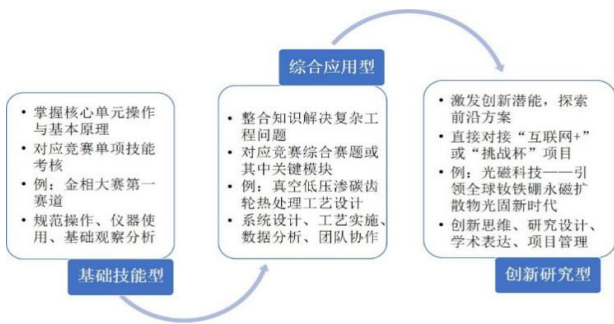 • 掌握核心单元操作
与基本原理
• 对应竞赛单项技能
考核
• 例：金相大赛第一
赛道
• 规范操作、仪器使
用、基础观察分析
基础技能型
综合应用型
• 整合知识解决复杂工
程问题
• 对应竞赛综合赛题或
其中关键模块
• 例：真空低压渗碳齿
轮热处理工艺设计
• 系统设计、工艺实施、
数据分析、团队协作
• 激发创新潜能，探索
前沿方案
• 直接对接“互联网+”
或“挑战杯”项目
• 例：光磁科技——引
领全球钕铁硼永磁扩
散物光固新时代
• 创新思维、研究设计、
学术表达、项目管理
创新研究型